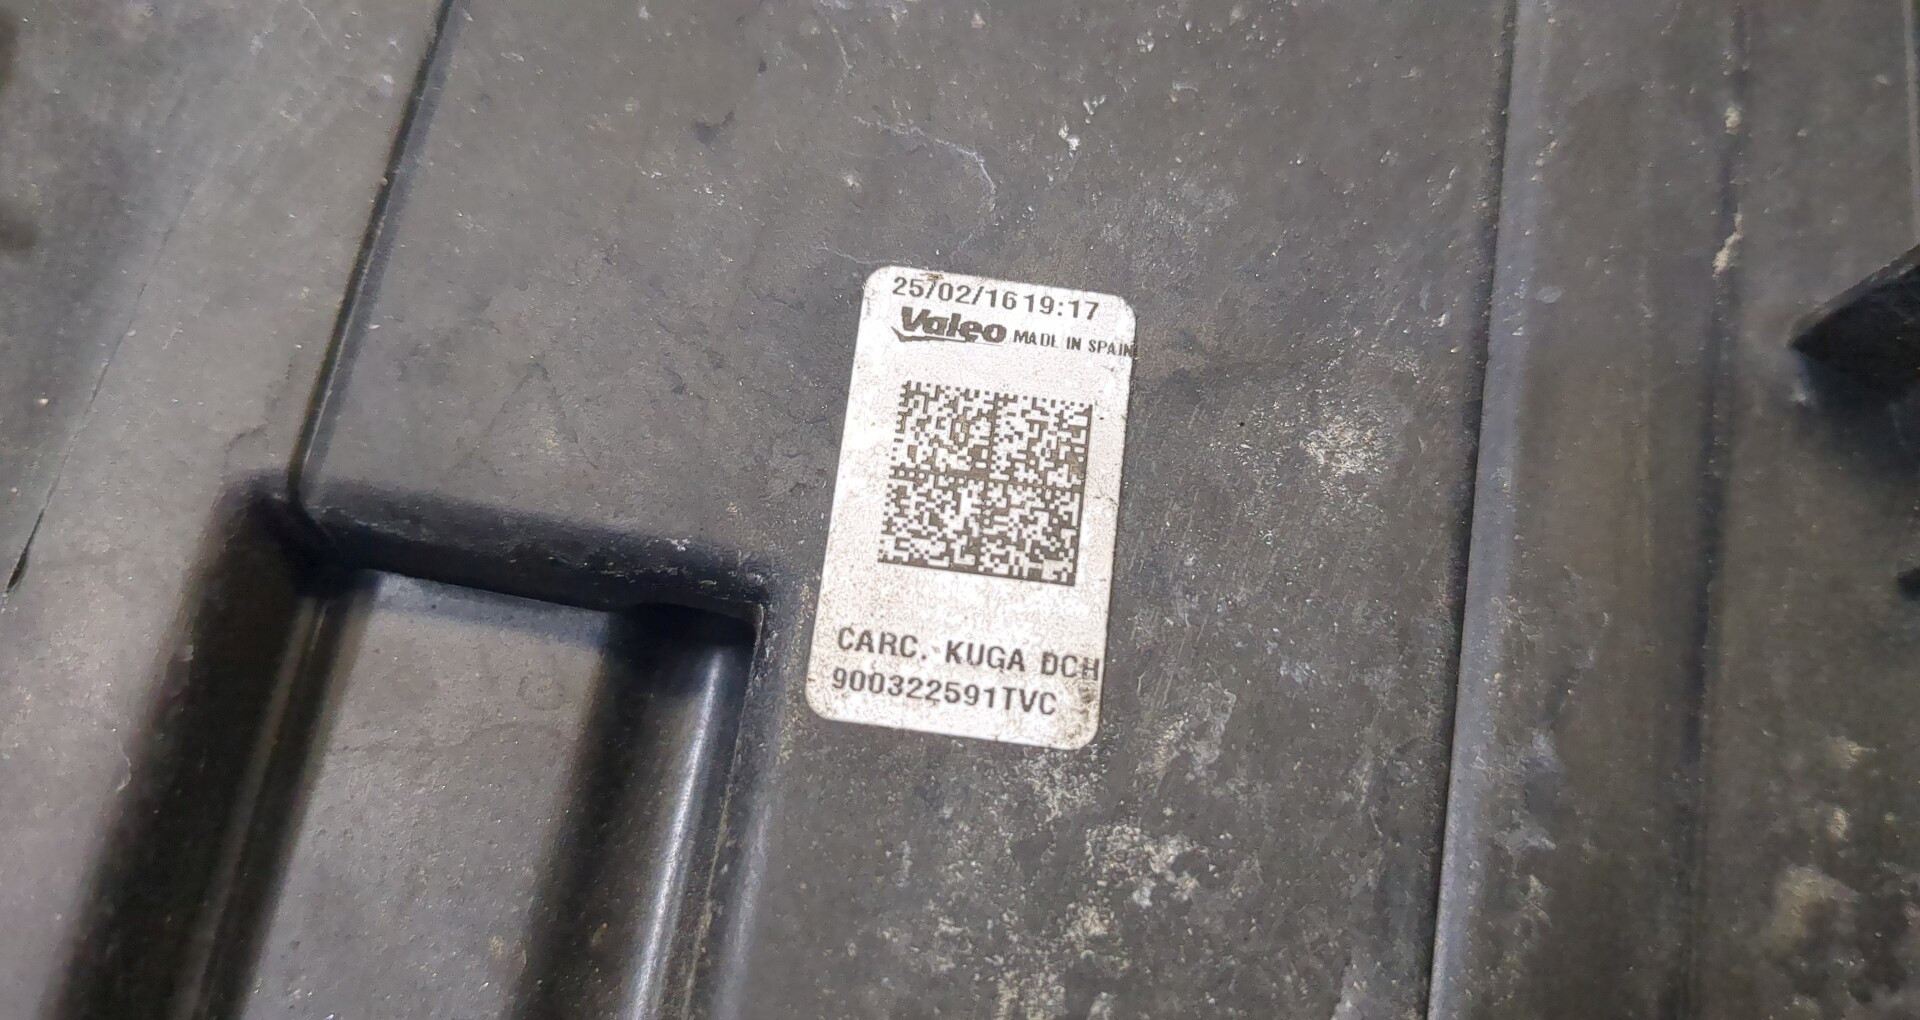 25/02/16 19:17
Valeo MADE IN SPAIN
CARC. KUGA DCH
900322591TVC